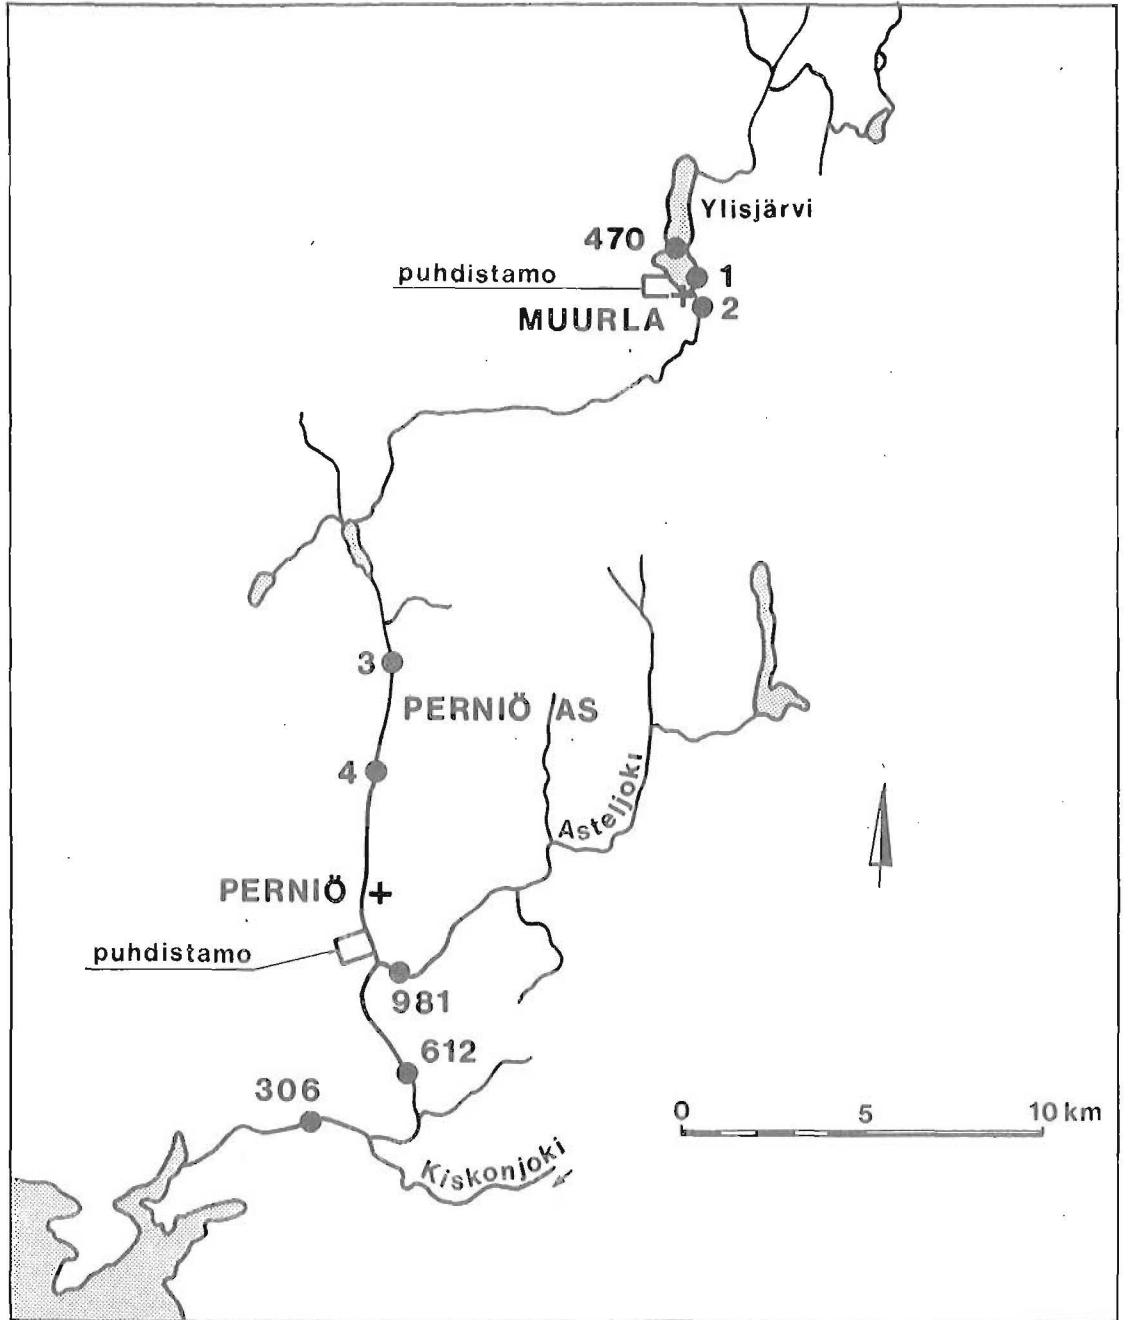 Ylisjärvi
470
puhdistamo
1
MUURLA
2
3
PERNIÖ AS
4
Asteljoki
PERNIÖ
puhdistamo
981
612
306
0 5 10 km
Kiskonjoki